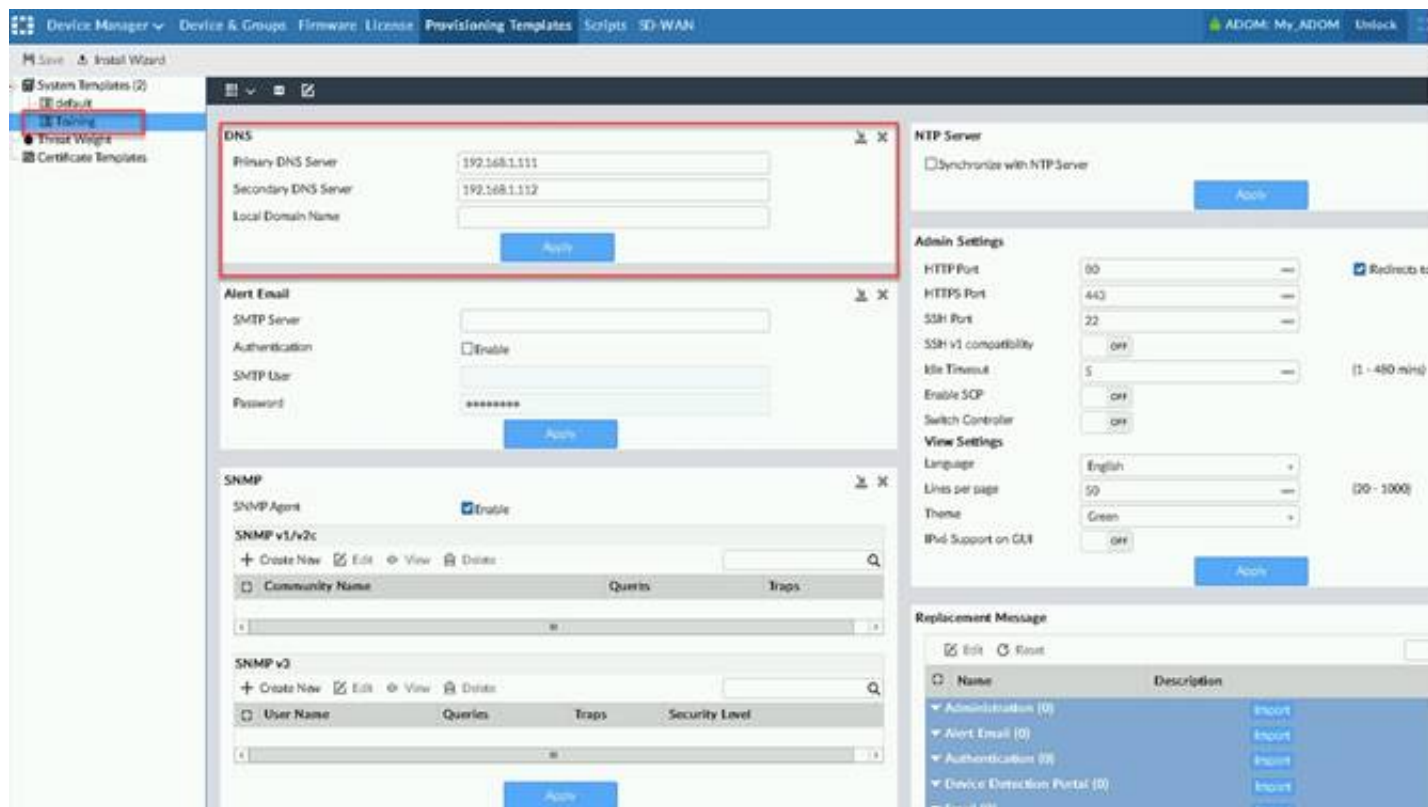 Device Manager Device & Groups Firmware License Provisioning Templates Scripts SD-WAN ADOM: My_ADOM Unlock
Save Install Wizard
System Templates (2)
default
Training
Threat Weight
Certificate Templates
DNS
Primary DNS Server 192.168.1.111
Secondary DNS Server 192.168.1.112
Local Domain Name
Apply
Alert Email
SMTP Server
Authentication Enable
SMTP User
Password ••••••••
Apply
SNMP
SNMP Agent Enable
SNMP v1/v2c
Create New Edit View Delete
Community Name Queries Traps
SNMP v3
Create New Edit View Delete
User Name Queries Traps Security Level
Apply
NTP Server
Synchronize with NTP Server
Apply
Admin Settings
HTTP Port 80 Redirects to
HTTPS Port 443
SSH Port 22
SSH v1 compatibility OFF
Idle Timeout 5 (1 - 480 mins)
Enable SCP OFF
Switch Controller OFF
View Settings
Language English
Lines per page 50 (20 - 1000)
Theme Green
IPv6 Support on GUI OFF
Apply
Replacement Message
Edit Reset
Name Description
Administration (0) Import
Alert Email (0) Import
Authentication (0) Import
Device Detection Portal (0) Import